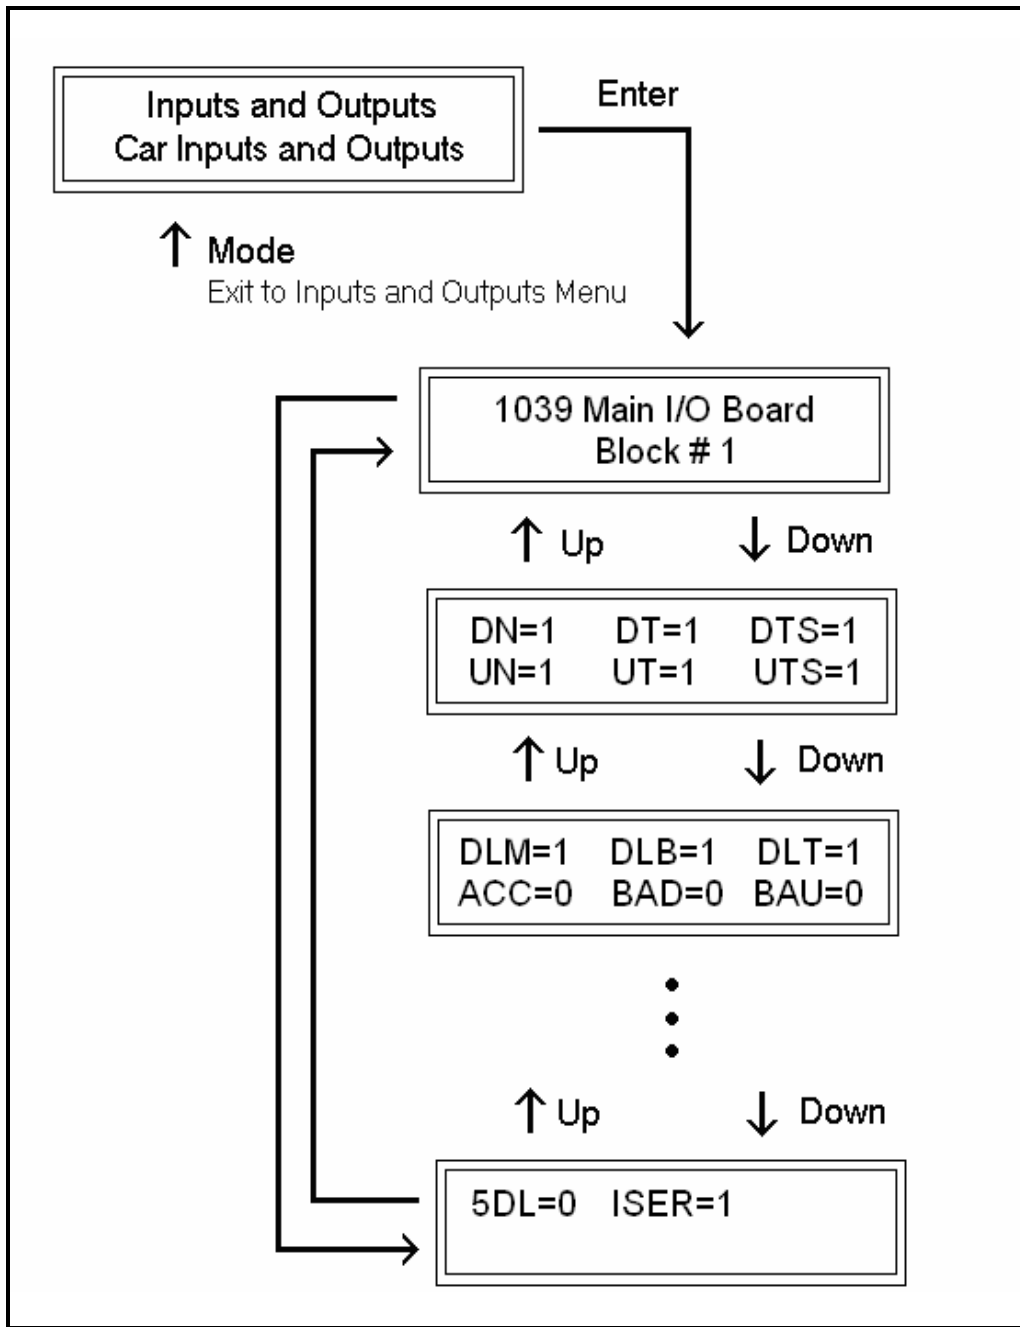 Inputs and Outputs
Car Inputs and Outputs
Enter
Mode
Exit to Inputs and Outputs Menu
1039 Main I/O Board
Block # 1
Up Down
DN=1 DT=1 DTS=1
UN=1 UT=1 UTS=1
Up Down
DLM=1 DLB=1 DLT=1
ACC=0 BAD=0 BAU=0
Up Down
5DL=0 ISER=1